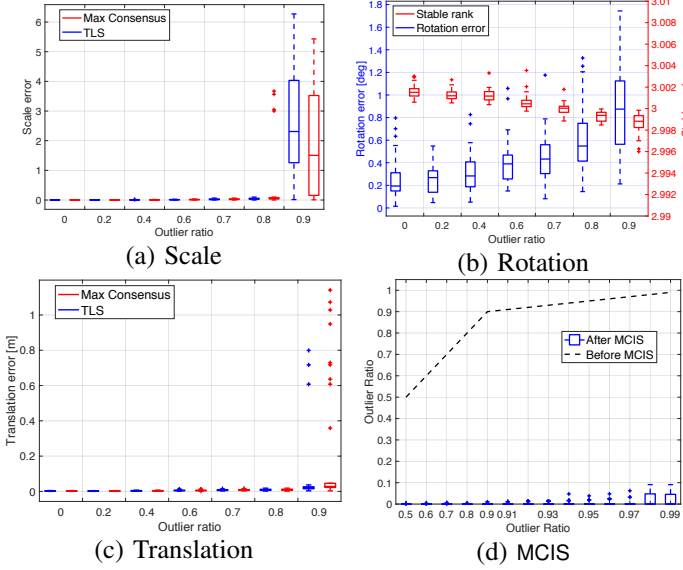 Max Consensus
TLS
Scale error
6
5
4
3
2
1
0
0 0.2 0.4 0.6 0.7 0.8 0.9
Outlier ratio
(a) Scale
Stable rank
Rotation error
Rotation error [deg]
1.8
1.6
1.4
1.2
1
0.8
0.6
0.4
0.2
0
3.01
3.008
3.006
3.004
3.002
3
2.998
2.996
2.994
2.992
2.99
0 0.2 0.4 0.6 0.7 0.8 0.9
Outlier ratio
(b) Rotation
Max Consensus
TLS
Translation error [m]
1
0.8
0.6
0.4
0.2
0
0 0.2 0.4 0.6 0.7 0.8 0.9
Outlier ratio
(c) Translation
After MCIS
Before MCIS
Outlier Ratio
1
0.9
0.8
0.7
0.6
0.5
0.4
0.3
0.2
0.1
0
0.5 0.6 0.7 0.8 0.9 0.91 0.93 0.95 0.97 0.99
Outlier Ratio
(d) MCIS